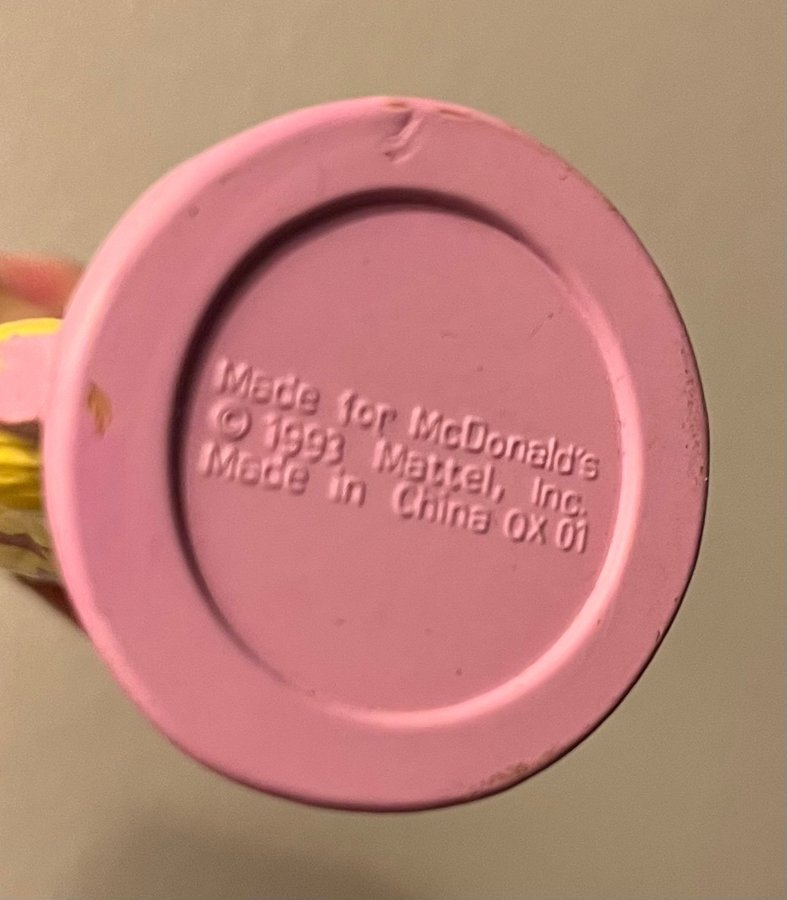 Made for McDonald's
© 1993 Mattel, Inc.
Made in China OX 01